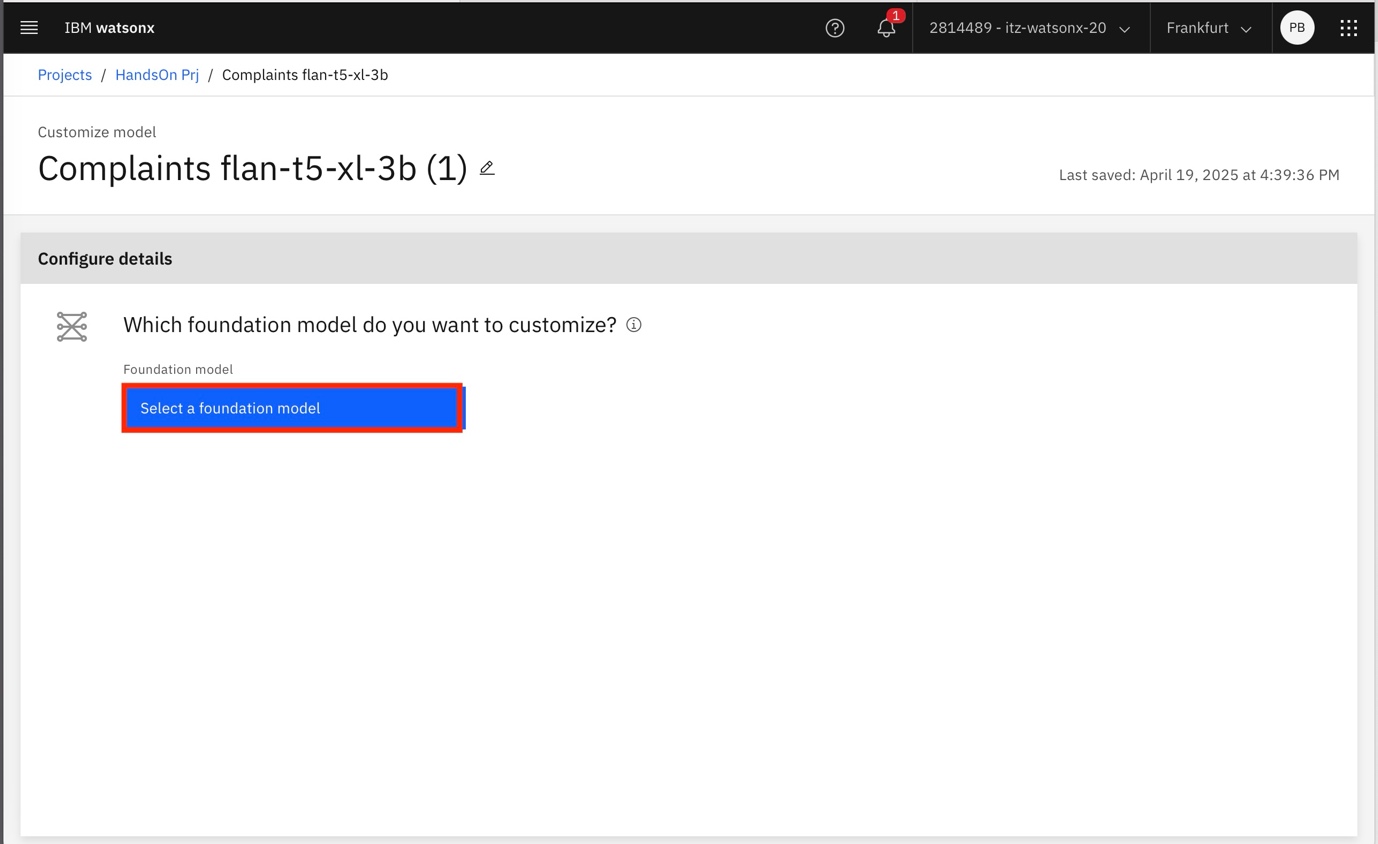 IBM watsonx
1
2814489 - itz-watsonx-20
Frankfurt
PB
Projects / HandsOn Prj / Complaints flan-t5-xl-3b
Customize model
Complaints flan-t5-xl-3b (1)
Last saved: April 19, 2025 at 4:39:36 PM
Configure details
Which foundation model do you want to customize?
Foundation model
Select a foundation model